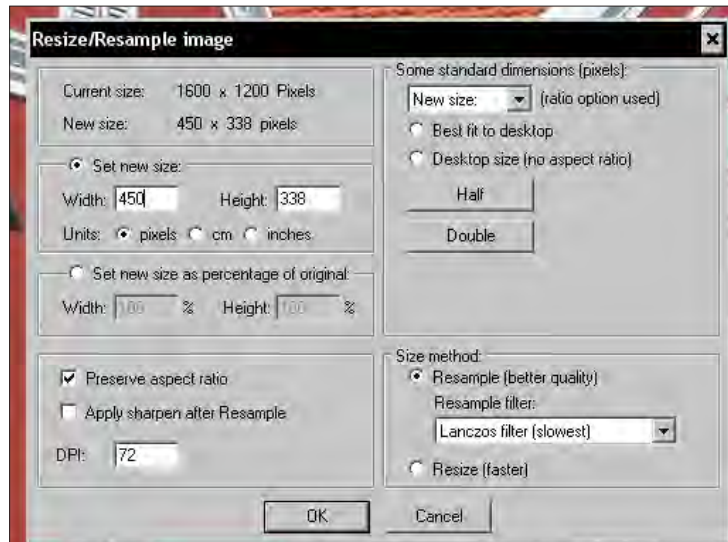 Resize/Resample image
Current size: 1600 x 1200 Pixels
New size: 450 x 338 pixels
Set new size:
Width: 450 Height: 338
Units: pixels cm inches
Set new size as percentage of original:
Width: 100 % Height: 100 %
Preserve aspect ratio
Apply sharpen after Resample
DPI: 72
Some standard dimensions (pixels):
New size: (ratio option used)
Best fit to desktop
Desktop size (no aspect ratio)
Half
Double
Size method:
Resample (better quality)
Resample filter:
Lanczos filter (slowest)
Resize (faster)
OK Cancel